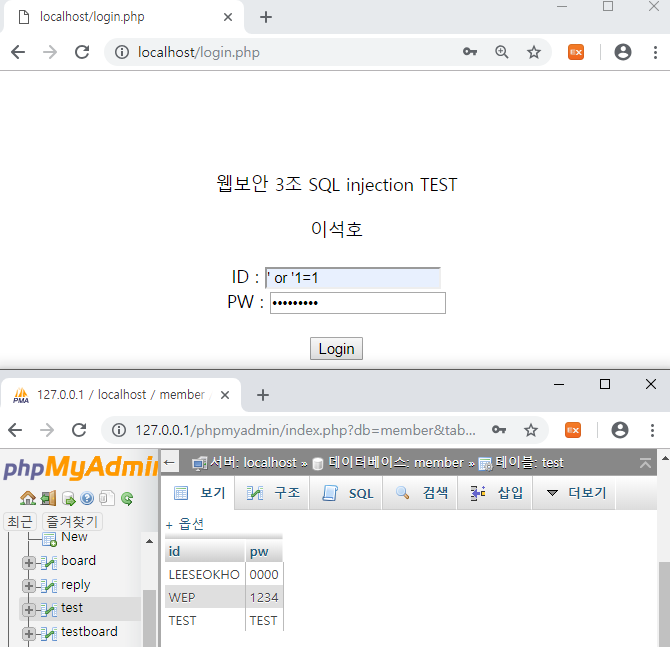 localhost/login.php
localhost/login.php
웹보안 3조 SQL injection TEST
이석호
ID : ' or '1=1
PW : •••••••••
Login
PMA
127.0.0.1 / localhost / member
127.0.0.1/phpmyadmin/index.php?db=member&tab...
phpMyAdmin
서버: localhost » 데이터베이스: member » 테이블: test
보기 구조 SQL 검색 삽입 더보기
최근 즐겨찾기
New
board
reply
test
testboard
+ 옵션
id pw
LEESEOKHO 0000
WEP 1234
TEST TEST